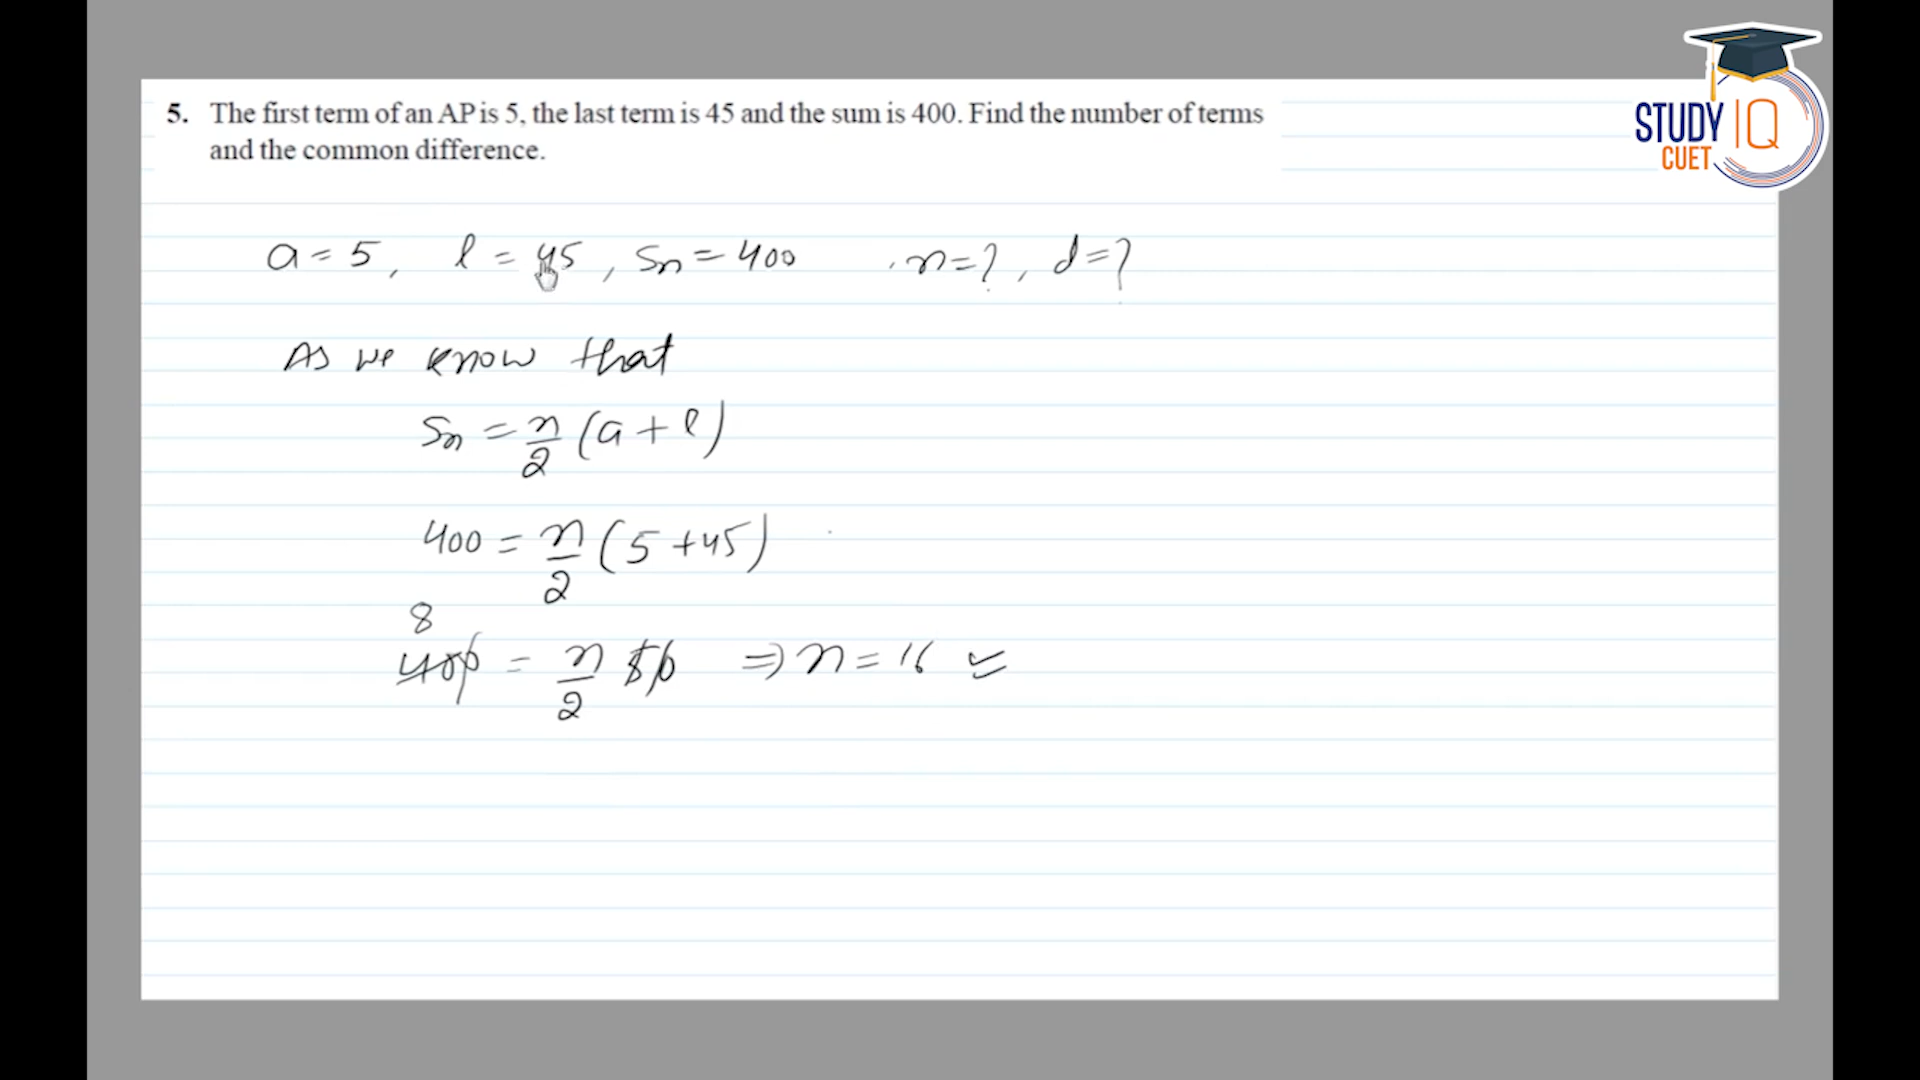 5. The first term of an AP is 5, the last term is 45 and the sum is 400. Find the number of terms
and the common difference.
STUDY IQ
CUET
a = 5, l = 45, Sn = 400 n = ?, d = ?
As we know that
Sn = n/2 (a + l)
400 = n/2 (5 + 45)
8
400 = n/2 50 ⇒ n = 16